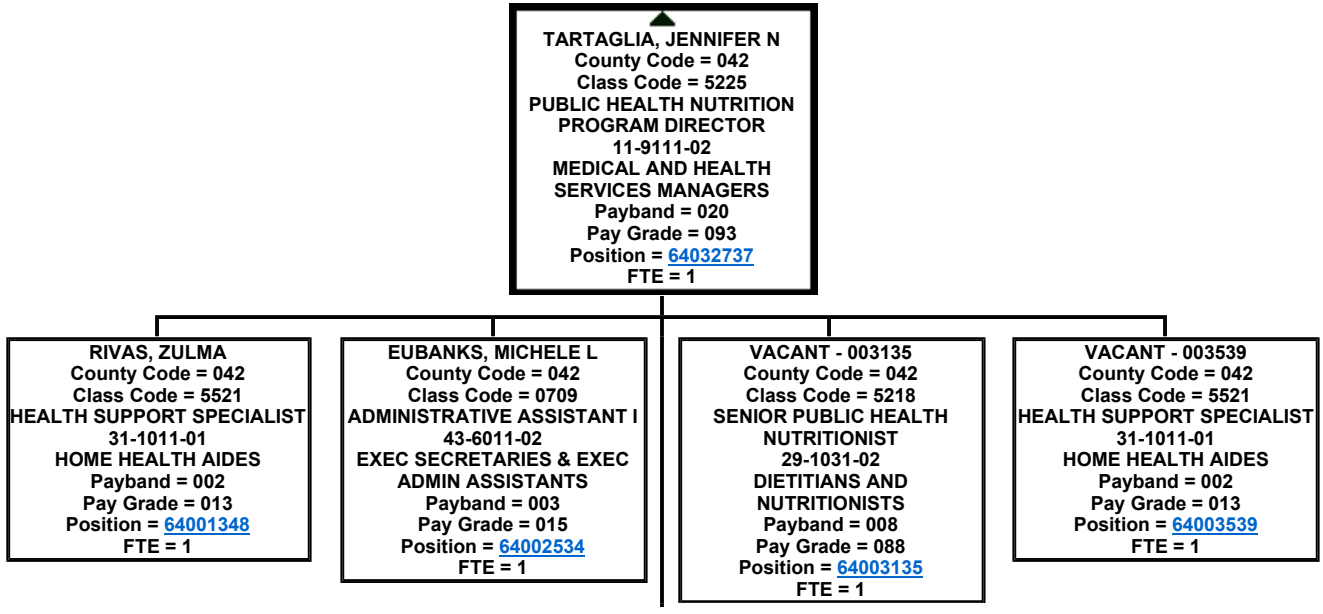 TARTAGLIA, JENNIFER N
County Code = 042
Class Code = 5225
PUBLIC HEALTH NUTRITION
PROGRAM DIRECTOR
11-9111-02
MEDICAL AND HEALTH
SERVICES MANAGERS
Payband = 020
Pay Grade = 093
Position = 64032737
FTE = 1
RIVAS, ZULMA
County Code = 042
Class Code = 5521
HEALTH SUPPORT SPECIALIST
31-1011-01
HOME HEALTH AIDES
Payband = 002
Pay Grade = 013
Position = 64001348
FTE = 1
EUBANKS, MICHELE L
County Code = 042
Class Code = 0709
ADMINISTRATIVE ASSISTANT I
43-6011-02
EXEC SECRETARIES & EXEC
ADMIN ASSISTANTS
Payband = 003
Pay Grade = 015
Position = 64002534
FTE = 1
VACANT - 003135
County Code = 042
Class Code = 5218
SENIOR PUBLIC HEALTH
NUTRITIONIST
29-1031-02
DIETITIANS AND
NUTRITIONISTS
Payband = 008
Pay Grade = 088
Position = 64003135
FTE = 1
VACANT - 003539
County Code = 042
Class Code = 5521
HEALTH SUPPORT SPECIALIST
31-1011-01
HOME HEALTH AIDES
Payband = 002
Pay Grade = 013
Position = 64003539
FTE = 1